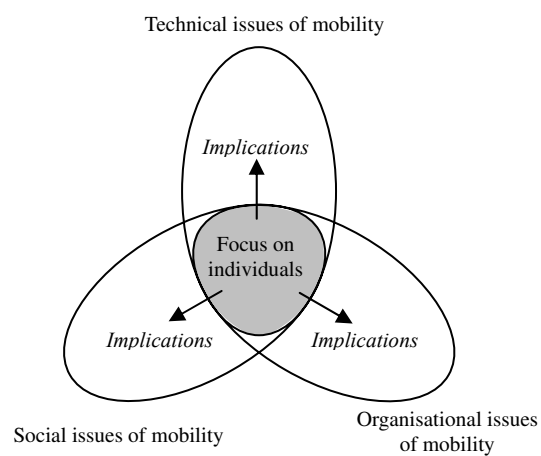 Technical issues of mobility
Implications
Focus on
individuals
Implications
Implications
Social issues of mobility
Organisational issues
of mobility